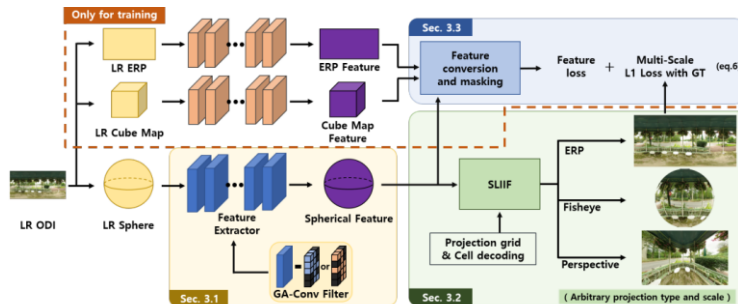 Only for training
Sec. 3.3
LR ERP
ERP Feature
Feature
conversion
and masking
Feature
loss
+
Multi-Scale
L1 Loss with GT
(eq.6
LR Cube Map
Cube Map
Feature
LR ODI
LR Sphere
Feature
Extractor
Spherical Feature
SLIIF
ERP
Fisheye
Perspective
Projection grid
& Cell decoding
=
or
GA-Conv Filter
Sec. 3.1
Sec. 3.2
( Arbitrary projection type and scale )